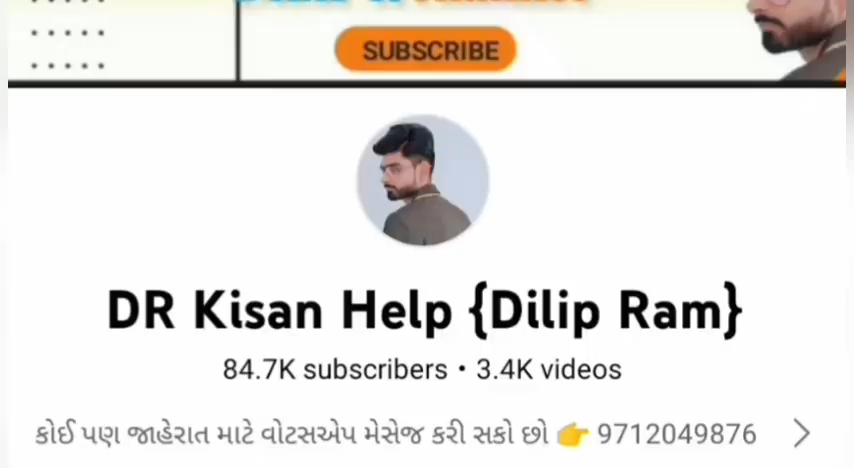 SUBSCRIBE
DR Kisan Help {Dilip Ram}
84.7K subscribers • 3.4K videos
કોઈ પણ જાહેરાત માટે વોટસએપ મેસેજ કરી સકો છો 👉 9712049876